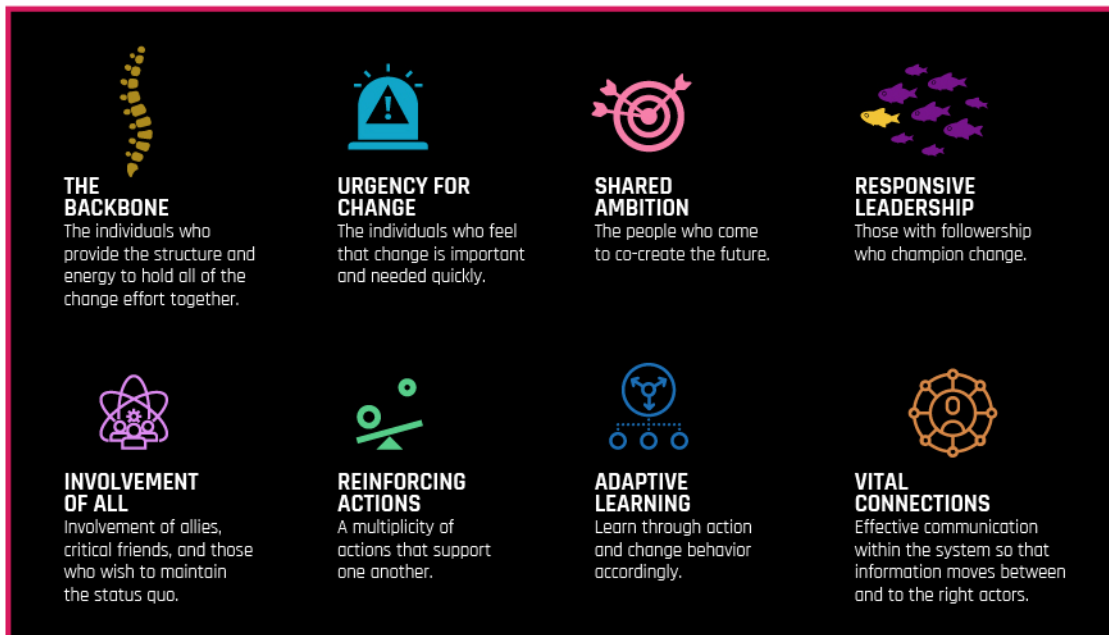 THE
BACKBONE
The individuals who
provide the structure and
energy to hold all of the
change effort together.
URGENCY FOR
CHANGE
The individuals who feel
that change is important
and needed quickly.
SHARED
AMBITION
The people who come
to co-create the future.
RESPONSIVE
LEADERSHIP
Those with followership
who champion change.
INVOLVEMENT
OF ALL
Involvement of allies,
critical friends, and those
who wish to maintain
the status quo.
REINFORCING
ACTIONS
A multiplicity of
actions that support
one another.
ADAPTIVE
LEARNING
Learn through action
and change behavior
accordingly.
VITAL
CONNECTIONS
Effective communication
within the system so that
information moves between
and to the right actors.